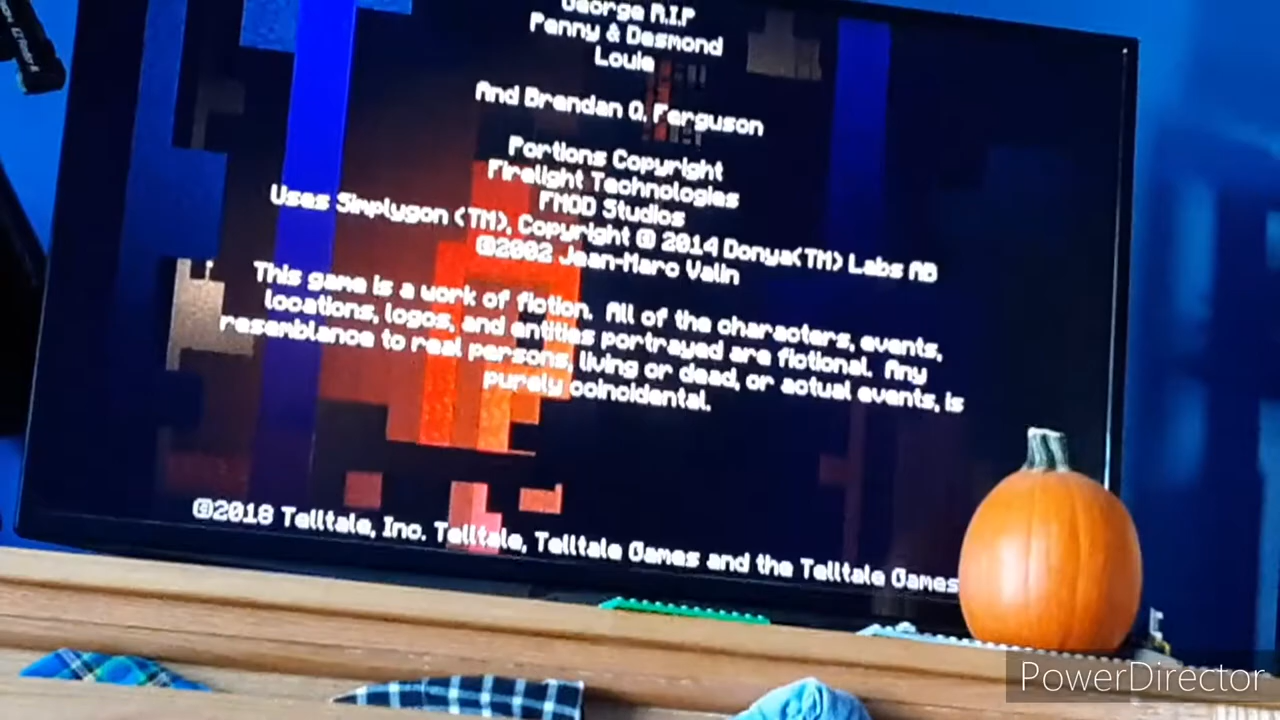 George R.I.P
Penny & Desmond
Louie
And Brendan Q. Ferguson
Portions Copyright
Firelight Technologies
FMOD Studios
Uses Simplygon (TM), Copyright © 2014 Donya(TM) Labs AB
©2002 Jean-Marc Valin
This game is a work of fiction. All of the characters, events,
locations, logos, and entities portrayed are fictional. Any
resemblance to real persons, living or dead, or actual events, is
purely coincidental.
©2018 Telltale, Inc. Telltale, Telltale Games and the Telltale Games
PowerDirector